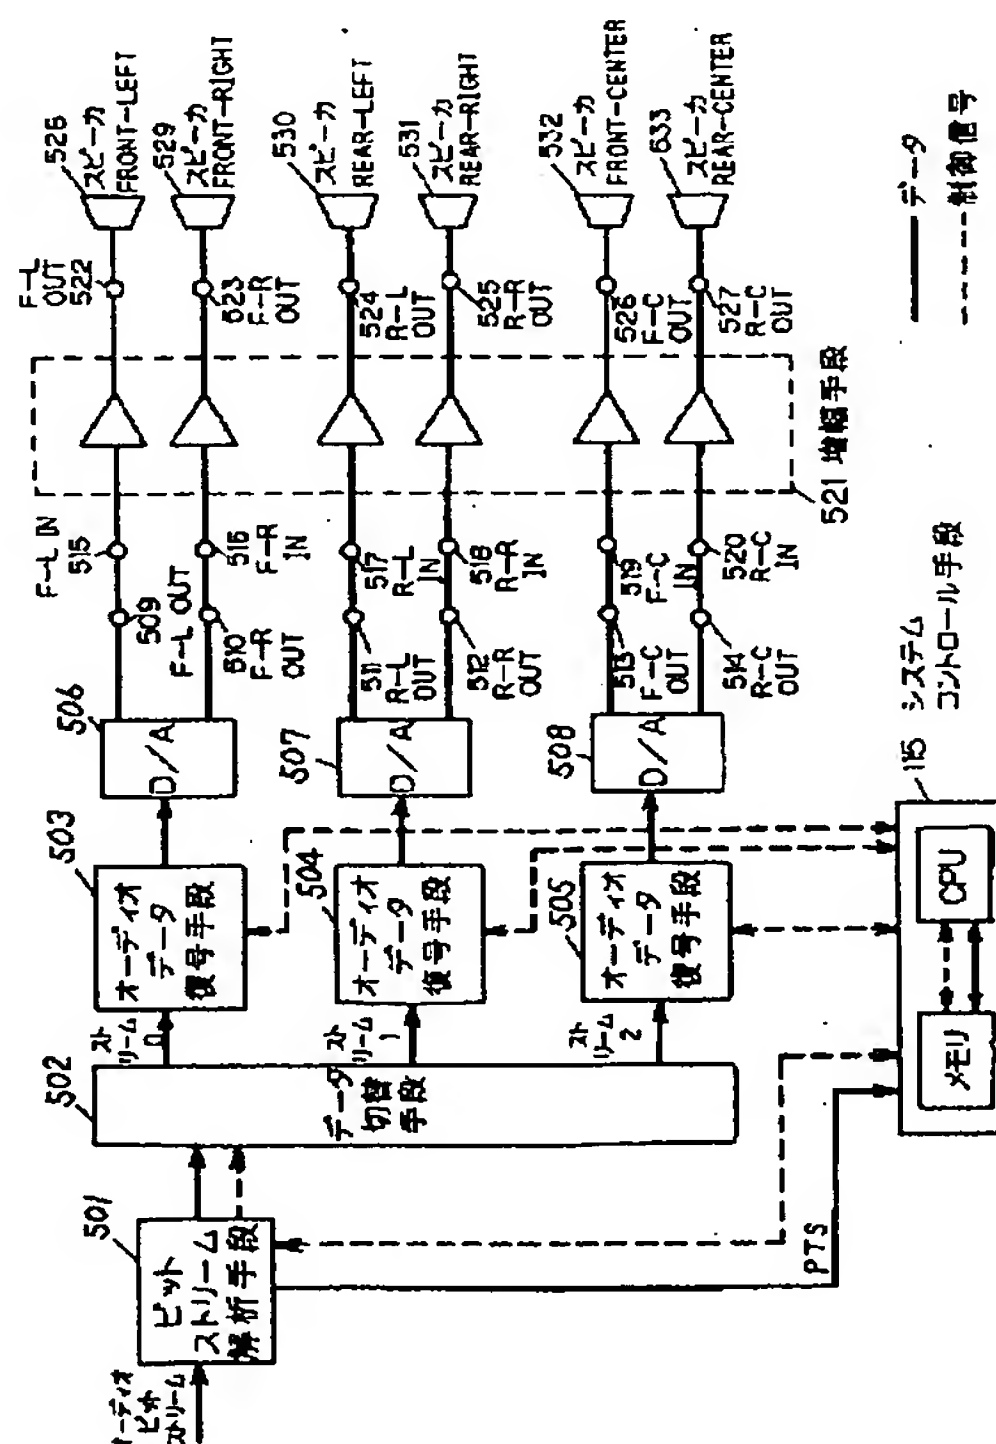 オーディオ
ビット
ストリーム
501
ビット
ストリーム
解析手段
502
データ
切替
手段
PTS
ストリーム
0
ストリーム
1
ストリーム
2
503
オーディオ
データ
復号手段
504
オーディオ
データ
復号手段
505
オーディオ
データ
復号手段
506
D/A
507
D/A
508
D/A
115 システム
コントロール手段
CPU
メモリ
509
F-L OUT
510
F-R
OUT
511
R-L
OUT
512
R-R
OUT
513
F-C
OUT
514
R-C
OUT
F-L IN
515
516
F-R
IN
517
R-L
IN
518
R-R
IN
519
F-C
IN
520
R-C
IN
521 増幅手段
F-L
OUT
522
523
F-R
OUT
524
R-L
OUT
525
R-R
OUT
526
F-C
OUT
527
R-C
OUT
528
スピーカ
FRONT-LEFT
529
スピーカ
FRONT-RIGHT
530
スピーカ
REAR-LEFT
531
スピーカ
REAR-RIGHT
532
スピーカ
FRONT-CENTER
533
スピーカ
REAR-CENTER
データ
制御信号